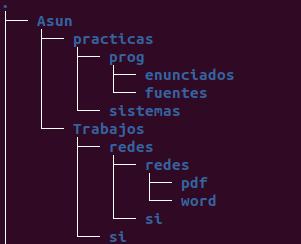 .
Asun
practicas
prog
enunciados
fuentes
sistemas
Trabajos
redes
redes
pdf
word
si
si